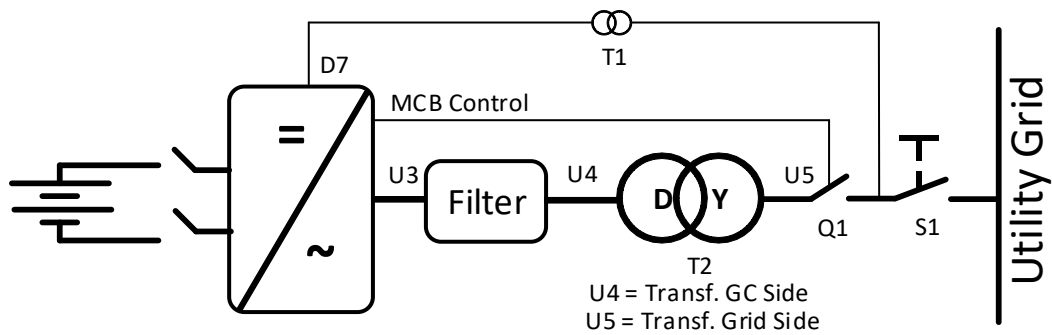 T1
D7
MCB Control
=
~
U3
Filter
U4
D Y
U5
Q1
S1
T2
U4 = Transf. GC Side
U5 = Transf. Grid Side
Utility Grid